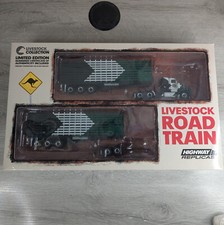 LIVESTOCK
COLLECTION
LIMITED EDITION
LIVESTOCK
ROAD
TRAIN
HIGHWAY
REPLICAS